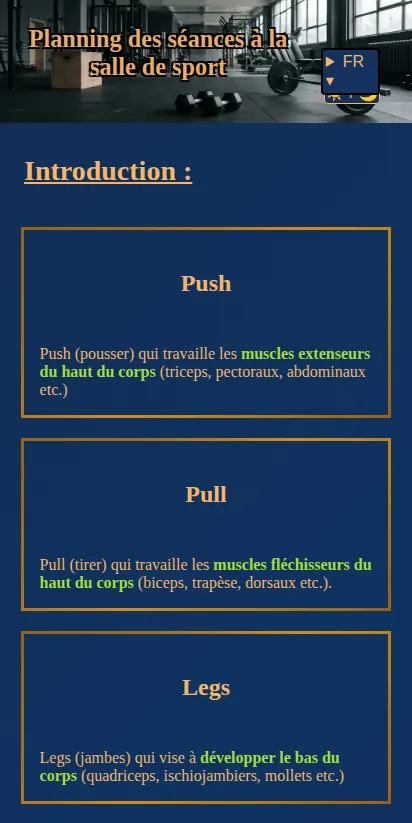 Planning des séances à la
salle de sport
▶ FR
▼
Introduction :
Push
Push (pousser) qui travaille les muscles extenseurs
du haut du corps (triceps, pectoraux, abdominaux
etc.)
Pull
Pull (tirer) qui travaille les muscles fléchisseurs du
haut du corps (biceps, trapèse, dorsaux etc.).
Legs
Legs (jambes) qui vise à développer le bas du
corps (quadriceps, ischiojambiers, mollets etc.)